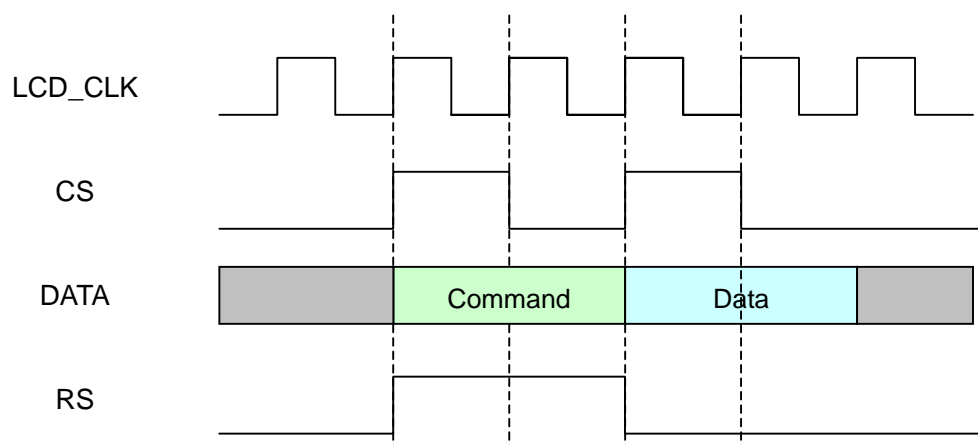 LCD_CLK
CS
DATA
Command
Data
RS